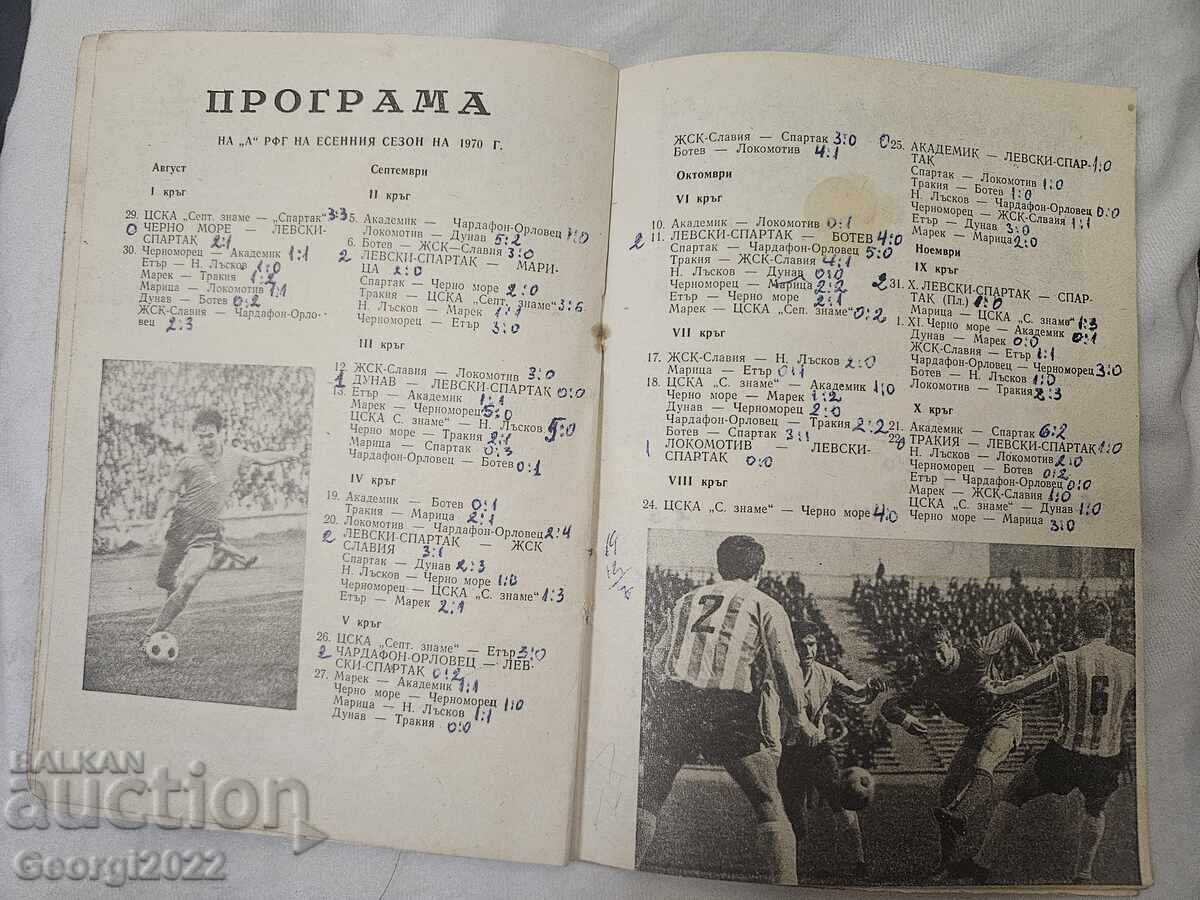 ПРОГРАМА
НА „А" РФГ НА ЕСЕННИЯ СЕЗОН НА 1970 Г.
Август
I кръг
29. ЦСКА „Септ. знаме — „Спартак" 3:3
0 ЧЕРНО МОРЕ — ЛЕВСКИ-
СПАРТАК 2:1
30. Черноморец — Академик 1:1
Етър — Н. Лъсков 1:0
Марек — Тракия 1:2
Марица — Локомотив 1:1
Дунав — Ботев 0:2
ЖСК-Славия — Чардафон-Орло-
вец 2:3
Септември
II кръг
5. Академик — Чардафон-Орловец 1:0
Локомотив — Дунав 5:2
6. Ботев — ЖСК-Славия 3:0
2 ЛЕВСКИ-СПАРТАК — МАРИ-
ЦА 2:0
Спартак — Черно море 2:0
Тракия — ЦСКА „Септ. знаме" 3:6
Н. Лъсков — Марек 1:1
Черноморец — Етър 3:0
III кръг
12. ЖСК-Славия — Локомотив 3:0
1 ДУНАВ — ЛЕВСКИ-СПАРТАК 0:0
13. Етър — Академик 1:1
Марек — Черноморец 5:0
ЦСКА С. знаме" — Н. Лъсков 5:0
Черно море — Тракия 2:1
Марица — Спартак 0:3
Чардафон-Орловец — Ботев 0:1
IV кръг
19. Академик — Ботев 0:1
Тракия — Марица 2:1
20. Локомотив — Чардафон-Орловец 2:4
2 ЛЕВСКИ-СПАРТАК — ЖСК
СЛАВИЯ 3:1
Спартак — Дунав 2:3
Н. Лъсков — Черно море 1:0
Черноморец — ЦСКА „С. знаме" 1:3
Етър — Марек 2:1
V кръг
26. ЦСКА „Септ. знаме" — Етър 3:0
2 ЧАРДАФОН-ОРЛОВЕЦ — ЛЕВ-
СКИ-СПАРТАК 0:2
27. Марек — Академик 1:1
Черно море — Черноморец 1:0
Марица — Н. Лъсков 1:1
Дунав — Тракия 0:0
ЖСК-Славия — Спартак 3:0
Ботев — Локомотив 4:1
Октомври
VI кръг
10. Академик — Локомотив 0:1
2 11. ЛЕВСКИ-СПАРТАК — БОТЕВ 4:0
Спартак — Чардафон-Орловец 5:0
Тракия — ЖСК-Славия 4:1
Н. Лъсков — Дунав 0:0
Черноморец — Марица 2:2
Етър — Черно море 2:1
Марек — ЦСКА „Сеп. знаме" 0:2
VII кръг
17. ЖСК-Славия — Н. Лъсков 2:0
Марица — Етър 0:1
18. ЦСКА „С. знаме" — Академик 1:0
Черно море — Марек 1:2
Дунав — Черноморец 2:0
Чардафон-Орловец — Тракия 2:2
Ботев — Спартак 3:1
1 ЛОКОМОТИВ — ЛЕВСКИ-
СПАРТАК 0:0
VIII кръг
24. ЦСКА „С. знаме" — Черно море 4:0
0 25. АКАДЕМИК — ЛЕВСКИ-СПАР-
ТАК 1:0
Спартак — Локомотив 1:0
Тракия — Ботев 1:0
Н. Лъсков — Чардафон-Орловец 0:0
Черноморец — ЖСК-Слвайя 1:1
Етър — Дунав 3:0
Марек — Марица 2:0
Ноември
IX кръг
2 31. X. ЛЕВСКИ-СПАРТАК — СПАР-
ТАК (Пл.) 1:0
Марица — ЦСКА „С. знаме" 1:3
1. XI. Черно море — Академик 0:1
Дунав — Марек 0:0
ЖСК-Славия — Етър 1:1
Чардафон-Орловец — Черноморец 3:0
Ботев — Н. Лъсков 1:0
Локомотив — Тракия 2:3
X кръг
21. Академик — Спартак 6:2
22. ТРАКИЯ — ЛЕВСКИ-СПАРТАК 1:0
Н. Лъсков — Локомотив 2:0
Черноморец — Ботев 0:2
Етър — Чардафон-Орловец 0:0
Марек — ЖСК-Славия 1:0
ЦСКА „С. знаме" — Дунав 1:0
Черно море — Марица 3:0
2
6
BALKAN
auction
Georgi2022